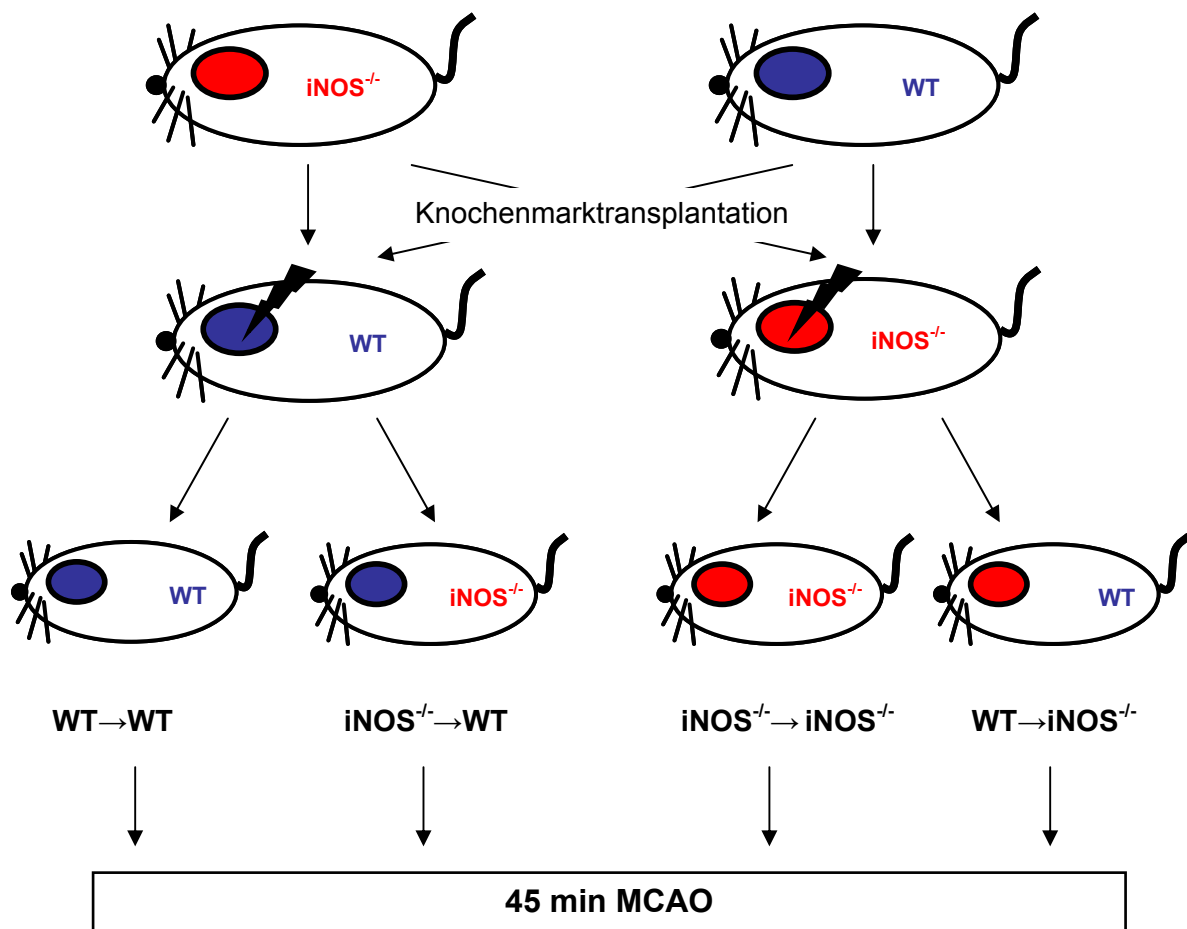 iNOS-/- WT
Knochenmarktransplantation
WT iNOS-/-
WT iNOS-/- iNOS-/- WT
WT→WT iNOS-/-→WT iNOS-/-→iNOS-/- WT→iNOS-/-
45 min MCAO